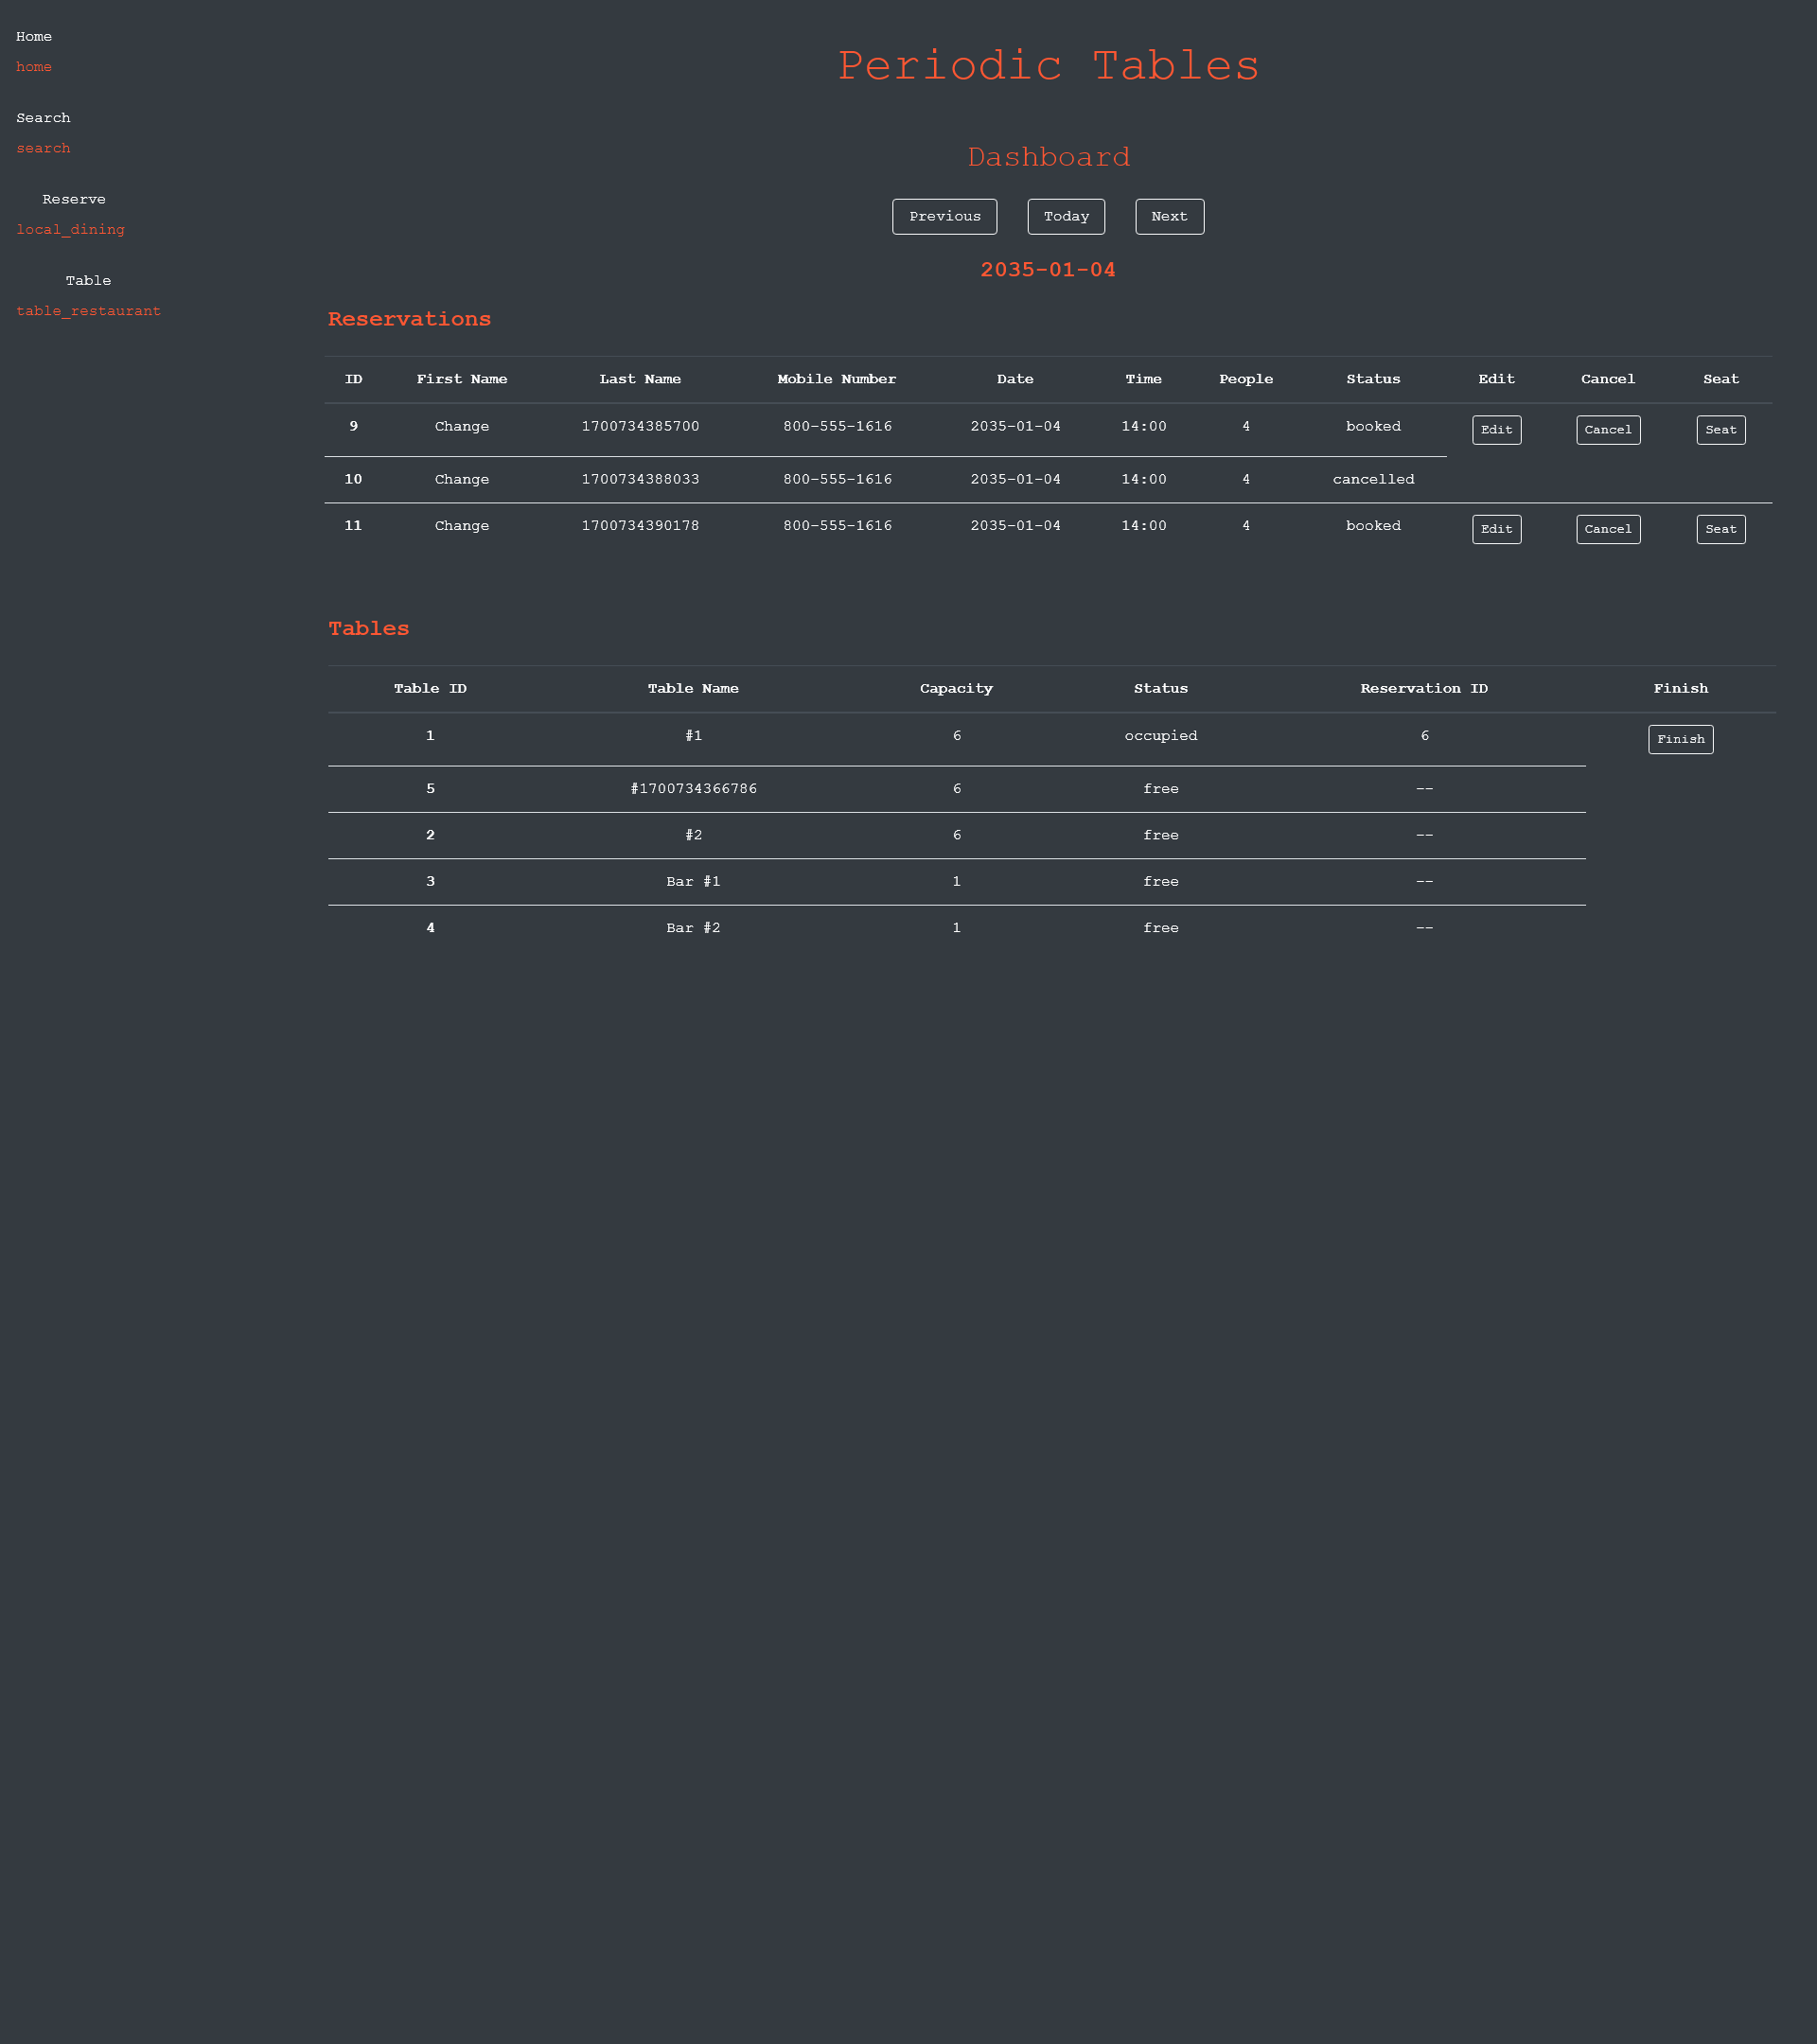 Home
home
Search
search
Reserve
local_dining
Table
table_restaurant
Periodic Tables
Dashboard
Previous Today Next
2035-01-04
Reservations
ID First Name Last Name Mobile Number Date Time People Status Edit Cancel Seat
9 Change 1700734385700 800-555-1616 2035-01-04 14:00 4 booked Edit Cancel Seat
10 Change 1700734388033 800-555-1616 2035-01-04 14:00 4 cancelled
11 Change 1700734390178 800-555-1616 2035-01-04 14:00 4 booked Edit Cancel Seat
Tables
Table ID Table Name Capacity Status Reservation ID Finish
1 #1 6 occupied 6 Finish
5 #1700734366786 6 free --
2 #2 6 free --
3 Bar #1 1 free --
4 Bar #2 1 free --